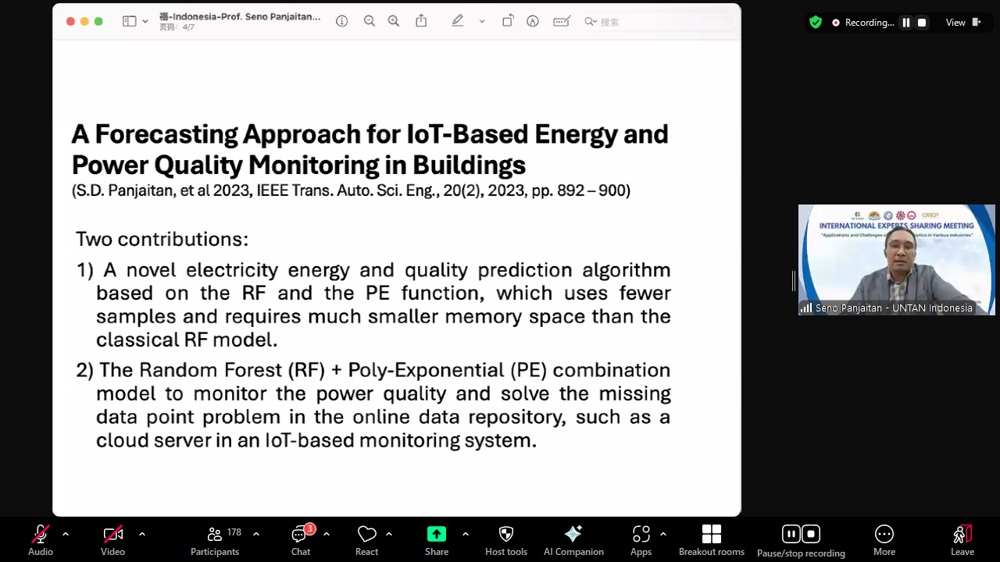 禤-Indonesia-Prof. Seno Panjaitan...
页码: 4/7
搜索
Recording...
View
A Forecasting Approach for IoT-Based Energy and
Power Quality Monitoring in Buildings
(S.D. Panjaitan, et al 2023, IEEE Trans. Auto. Sci. Eng., 20(2), 2023, pp. 892 – 900)
Two contributions:
1) A novel electricity energy and quality prediction algorithm
based on the RF and the PE function, which uses fewer
samples and requires much smaller memory space than the
classical RF model.
2) The Random Forest (RF) + Poly-Exponential (PE) combination
model to monitor the power quality and solve the missing
data point problem in the online data repository, such as a
cloud server in an IoT-based monitoring system.
INTERNATIONAL EXPERTS SHARING MEETING
"Applications and Challenges in Various Industries"
Seno Panjaitan - UNTAN Indonesia
Audio
Video
178
Participants
3
Chat
React
Share
Host tools
AI Companion
Apps
Breakout rooms
Pause/stop recording
More
Leave